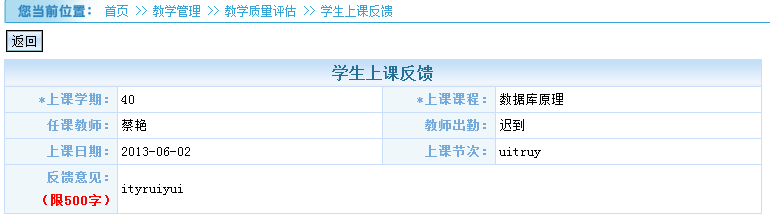 您当前位置： 首页 >> 教学管理 >> 教学质量评估 >> 学生上课反馈
返回
学生上课反馈
*上课学期： 40 *上课课程： 数据库原理
任课教师： 蔡艳 教师出勤： 迟到
上课日期： 2013-06-02 上课节次： uitruy
反馈意见：
（限500字） ityruiyui